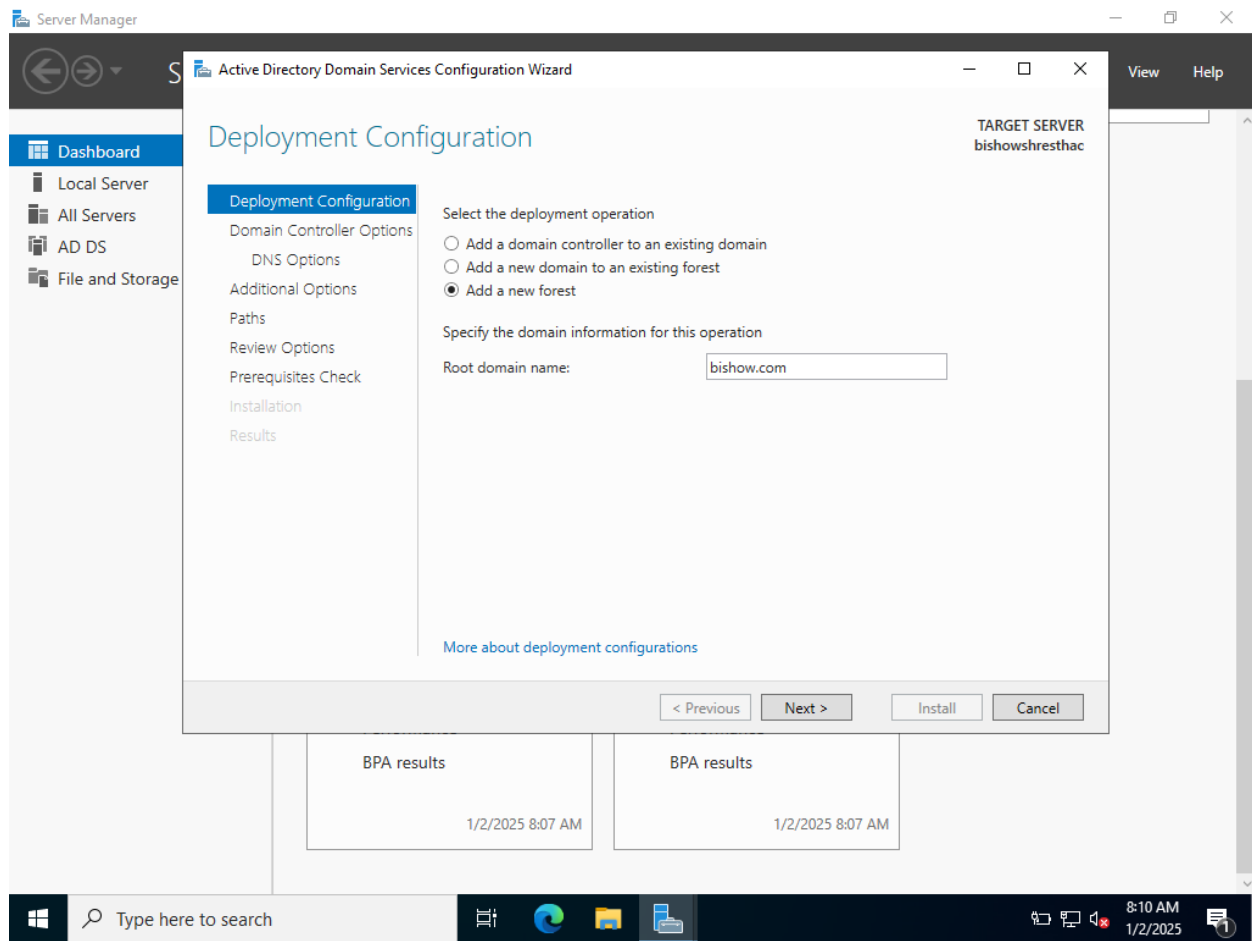 Server Manager
S
View Help
Active Directory Domain Services Configuration Wizard
Deployment Configuration
TARGET SERVER
bishowshresthac
Dashboard
Local Server
All Servers
AD DS
File and Storage
Deployment Configuration
Domain Controller Options
DNS Options
Additional Options
Paths
Review Options
Prerequisites Check
Installation
Results
Select the deployment operation
Add a domain controller to an existing domain
Add a new domain to an existing forest
Add a new forest
Specify the domain information for this operation
Root domain name: bishow.com
More about deployment configurations
< Previous Next > Install Cancel
BPA results BPA results
1/2/2025 8:07 AM 1/2/2025 8:07 AM
Type here to search
8:10 AM
1/2/2025
1